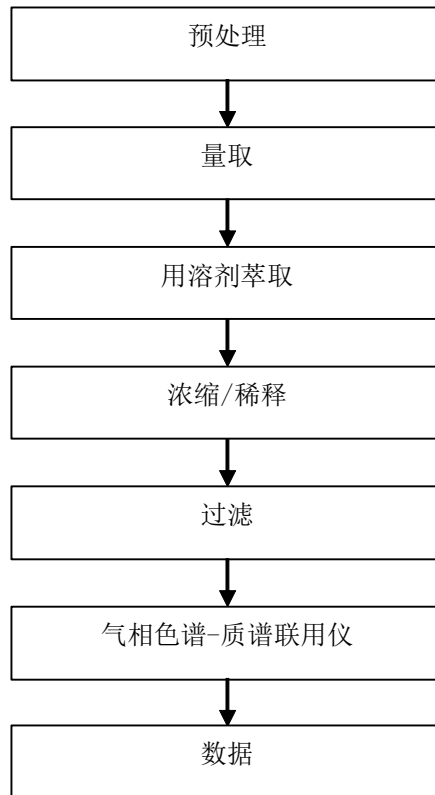 预处理
量取
用溶剂萃取
浓缩/稀释
过滤
气相色谱-质谱联用仪
数据